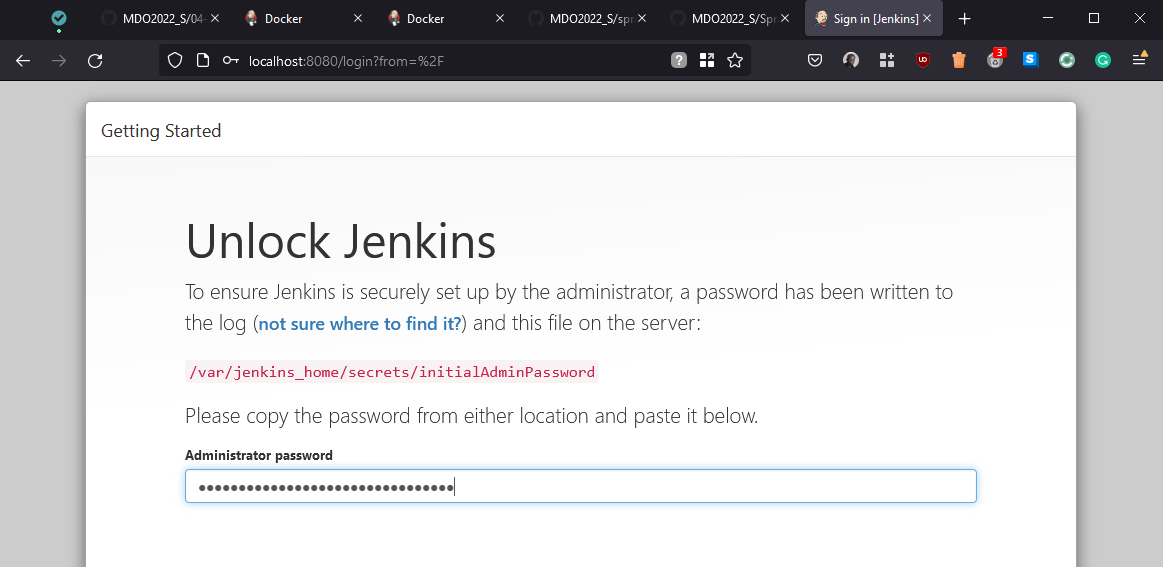 MDO2022_S/04-
Docker
Docker
MDO2022_S/spr
MDO2022_S/Spr
Sign in [Jenkins]
localhost:8080/login?from=%2F
3
Getting Started
Unlock Jenkins
To ensure Jenkins is securely set up by the administrator, a password has been written to
the log (not sure where to find it?) and this file on the server:
/var/jenkins_home/secrets/initialAdminPassword
Please copy the password from either location and paste it below.
Administrator password
••••••••••••••••••••••••••••••••